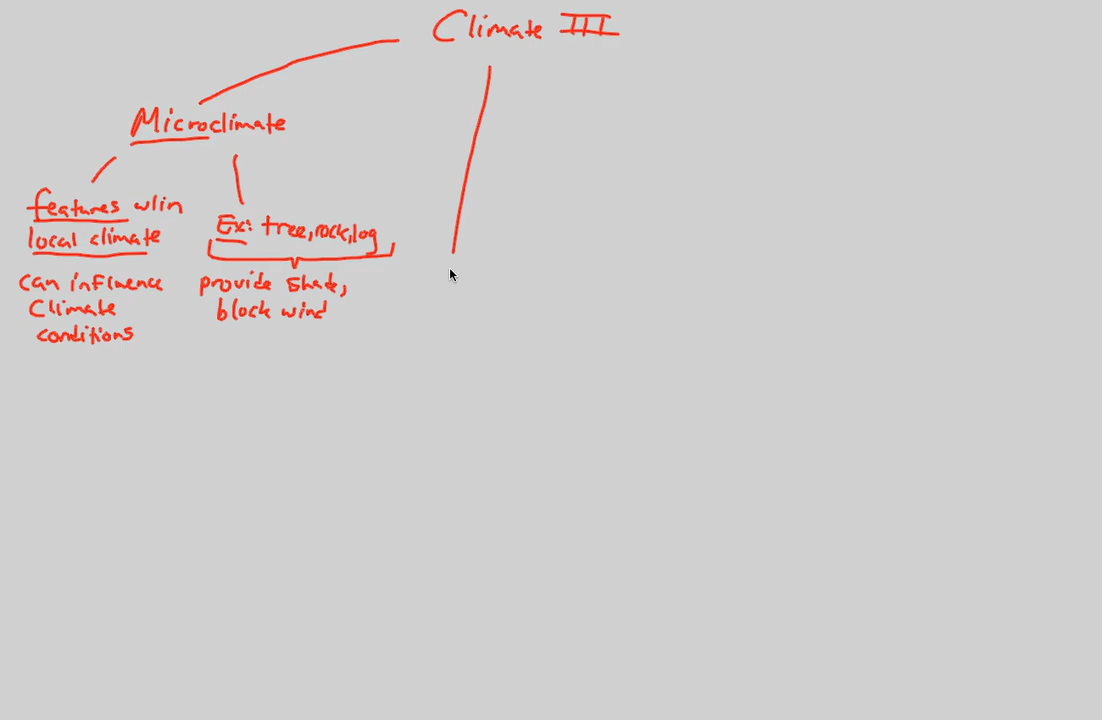 Climate III
Microclimate
features w/in
local climate
can influence
Climate
conditions
Ex: tree, rock, log
provide shade,
block wind